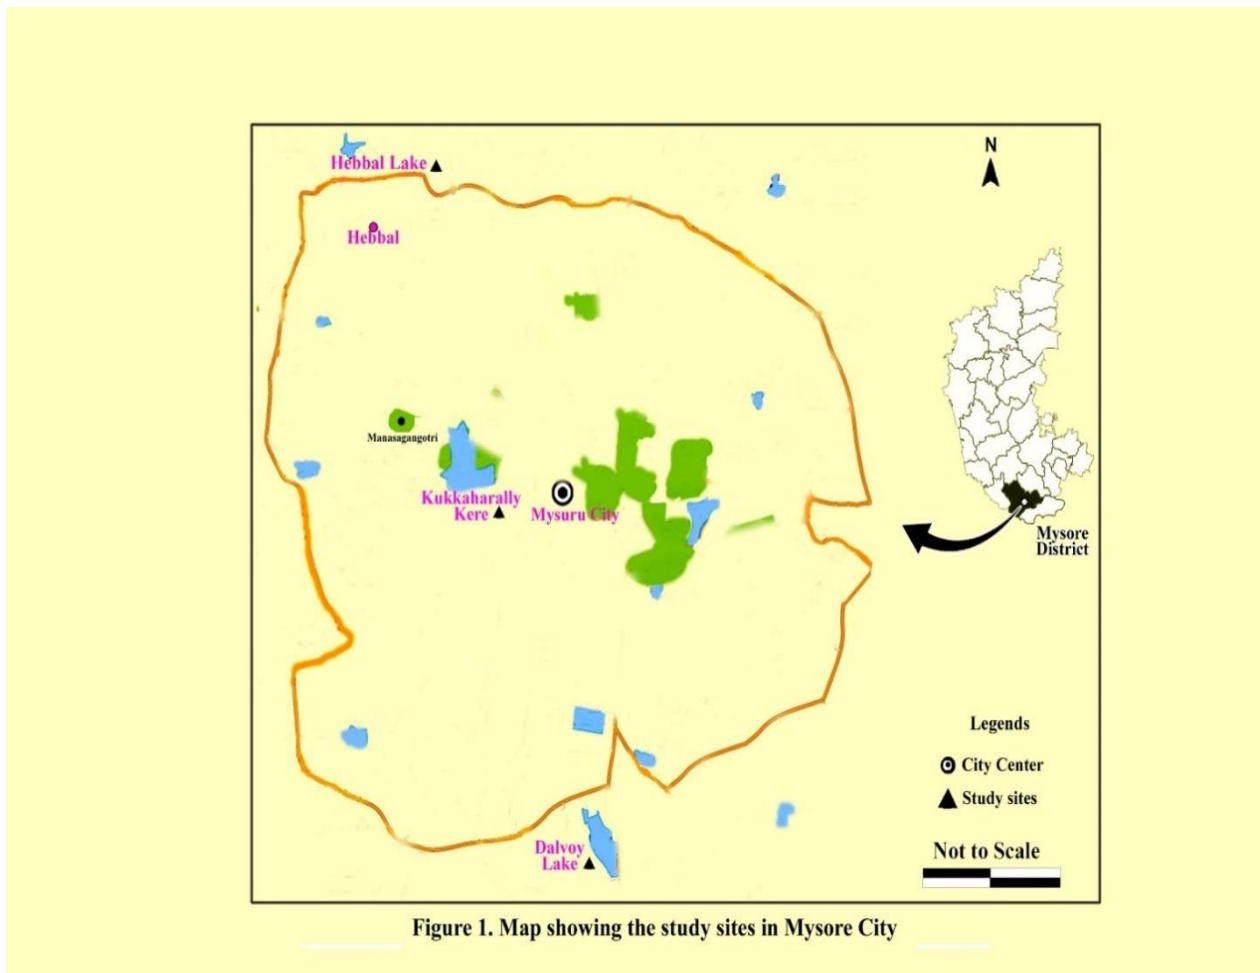 N
Hebbal Lake
Hebbal
Manasagangotri
Kukkaharally
Kere
Mysuru City
Mysore
District
Dalvoy
Lake
Legends
City Center
Study sites
Not to Scale
Figure 1. Map showing the study sites in Mysore City